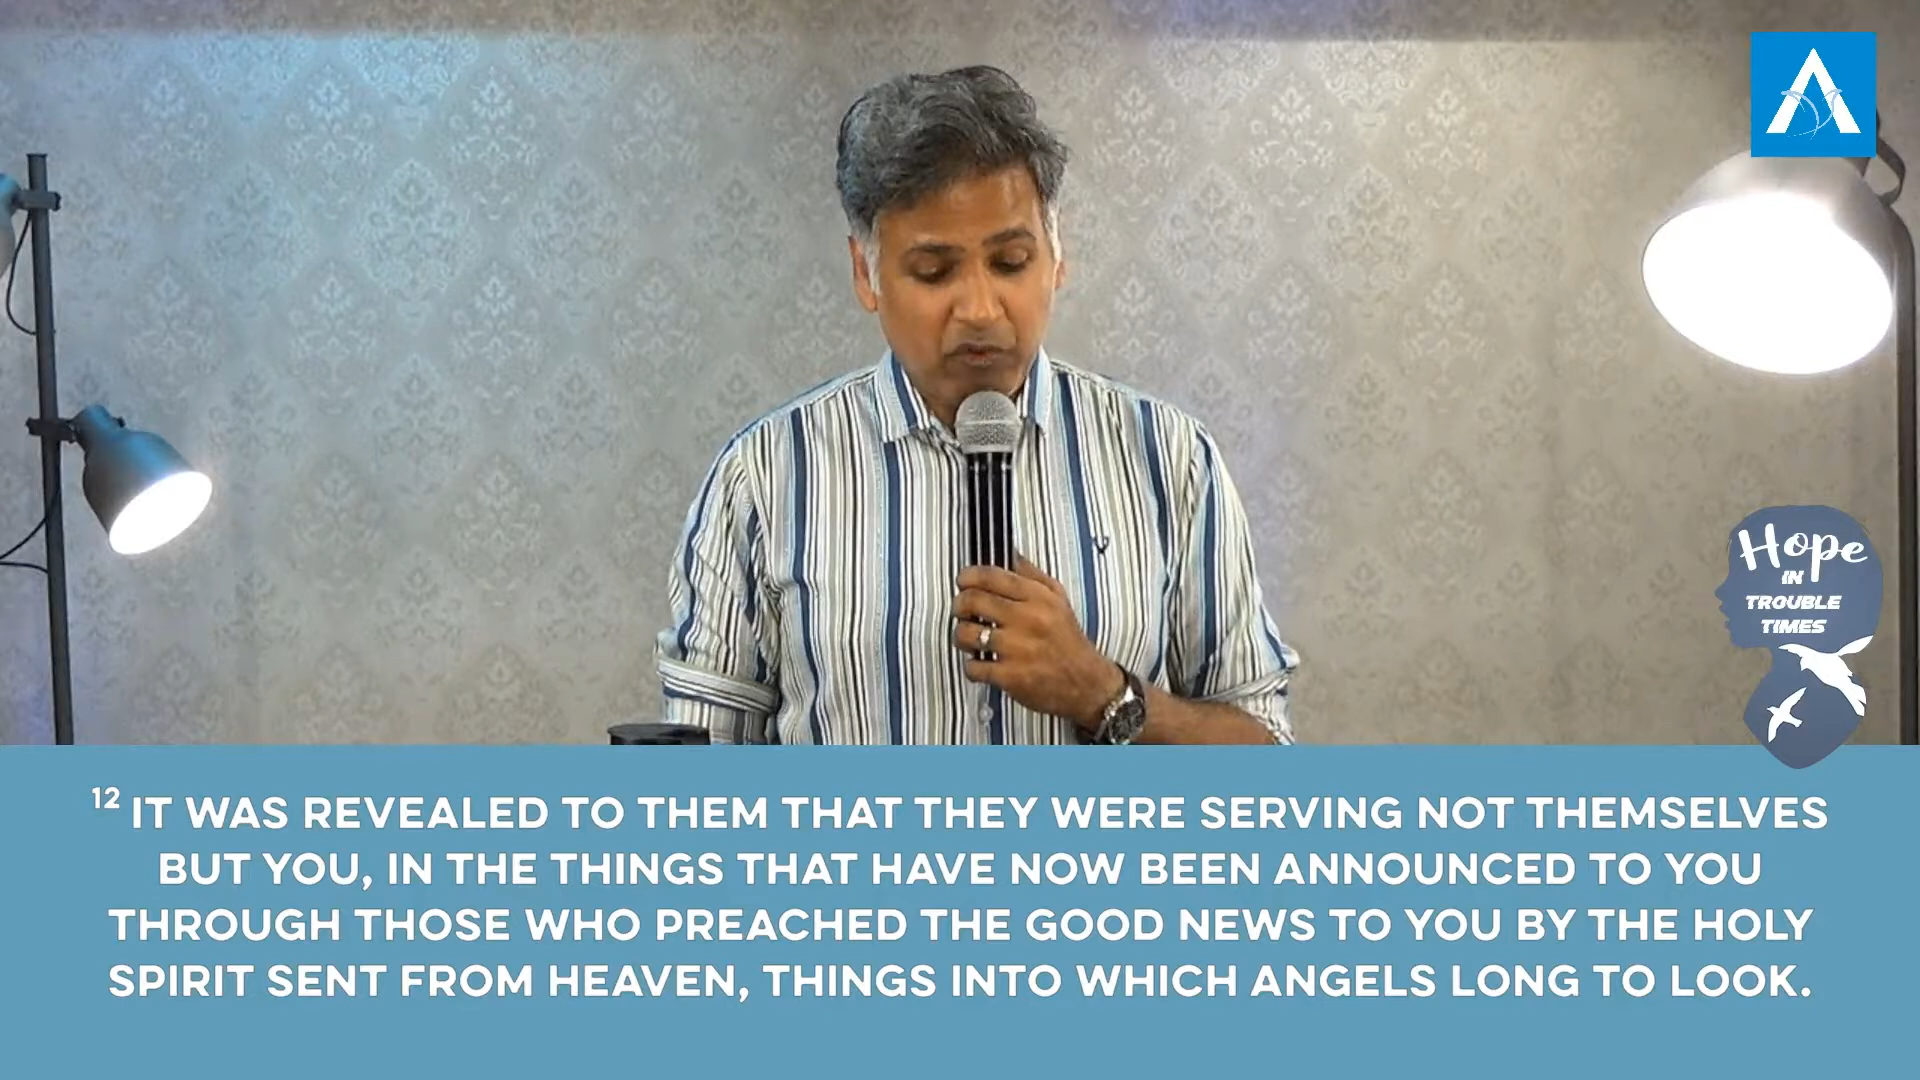 Hope
IN
TROUBLE
TIMES
12 IT WAS REVEALED TO THEM THAT THEY WERE SERVING NOT THEMSELVES
BUT YOU, IN THE THINGS THAT HAVE NOW BEEN ANNOUNCED TO YOU
THROUGH THOSE WHO PREACHED THE GOOD NEWS TO YOU BY THE HOLY
SPIRIT SENT FROM HEAVEN, THINGS INTO WHICH ANGELS LONG TO LOOK.